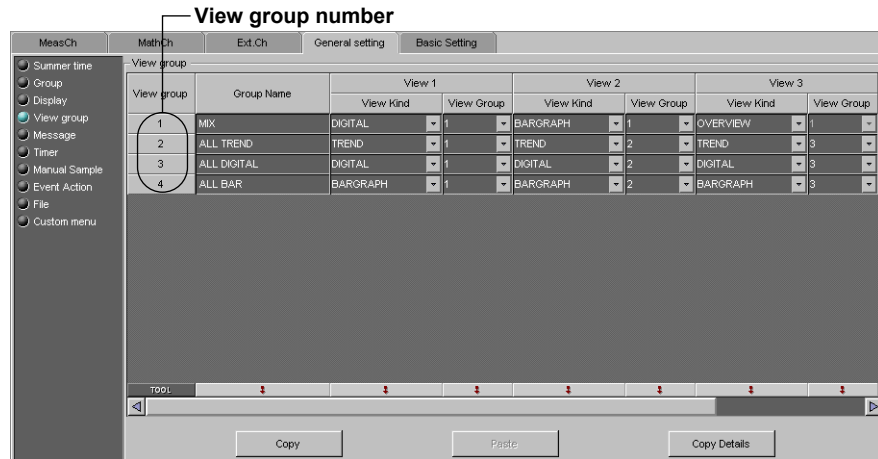 View group number
MeasCh MathCh Ext.Ch General setting Basic Setting
Summer time
Group
Display
View group
Message
Timer
Manual Sample
Event Action
File
Custom menu
View group
View group Group Name View 1 View 2 View 3
View Kind View Group View Kind View Group View Kind View Group
1 MIX DIGITAL 1 BARGRAPH 1 OVERVIEW 1
2 ALL TREND TREND 1 TREND 2 TREND 3
3 ALL DIGITAL DIGITAL 1 DIGITAL 2 DIGITAL 3
4 ALL BAR BARGRAPH 1 BARGRAPH 2 BARGRAPH 3
TOOL
Copy Paste Copy Details